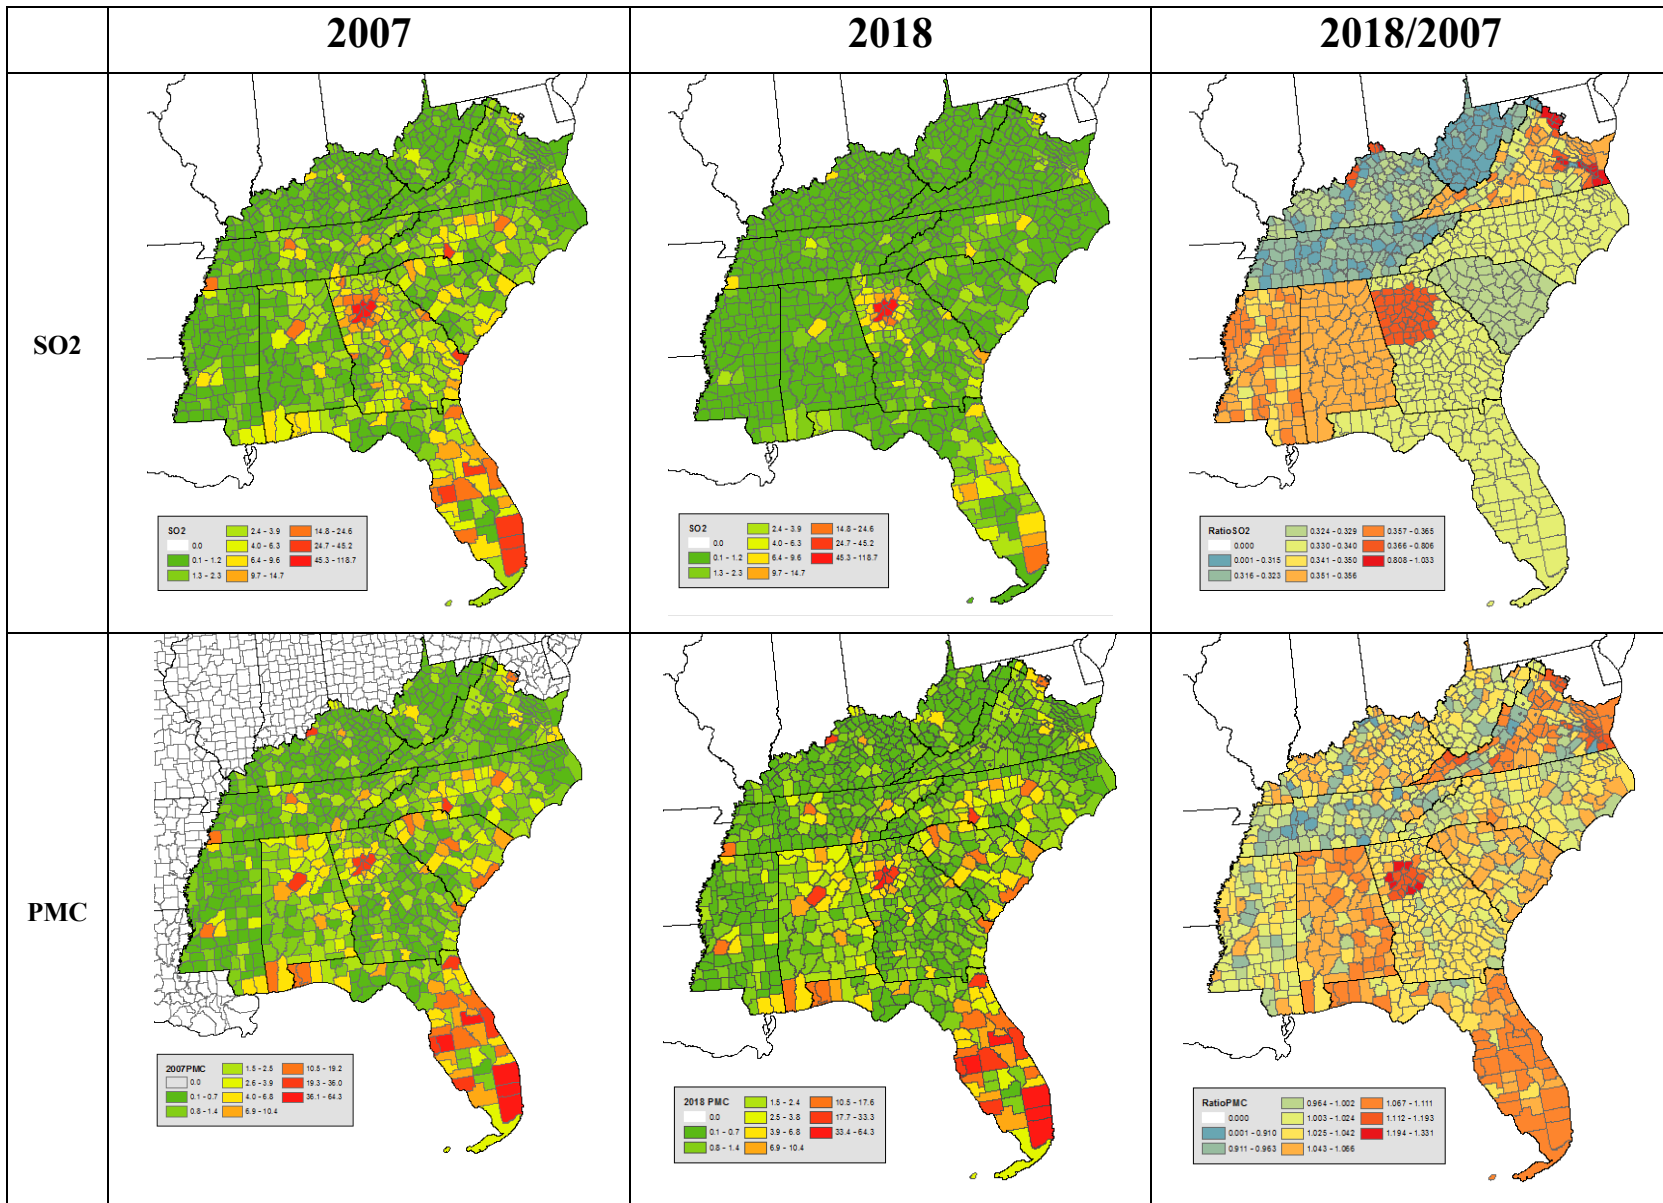 2007
2018
2018/2007
SO2
SO2
0.0
0.1 - 1.2
1.3 - 2.3
2.4 - 3.9
4.0 - 6.3
6.4 - 9.6
9.7 - 14.7
14.8 - 24.6
24.7 - 45.2
45.3 - 118.7
SO2
0.0
0.1 - 1.2
1.3 - 2.3
2.4 - 3.9
4.0 - 6.3
6.4 - 9.6
9.7 - 14.7
14.8 - 24.6
24.7 - 45.2
45.3 - 118.7
RatioSO2
0.000
0.001 - 0.315
0.316 - 0.323
0.324 - 0.329
0.330 - 0.340
0.341 - 0.350
0.351 - 0.356
0.357 - 0.365
0.366 - 0.806
0.808 - 1.033
PMC
2007PMC
0.0
0.1 - 0.7
0.8 - 1.4
1.5 - 2.5
2.6 - 3.9
4.0 - 6.8
6.9 - 10.4
10.5 - 19.2
19.3 - 36.0
36.1 - 64.3
2018 PMC
0.0
0.1 - 0.7
0.8 - 1.4
1.5 - 2.4
2.5 - 3.8
3.9 - 6.8
6.9 - 10.4
10.5 - 17.6
17.7 - 33.3
33.4 - 64.3
RatioPMC
0.000
0.001 - 0.910
0.911 - 0.963
0.964 - 1.002
1.003 - 1.024
1.025 - 1.042
1.043 - 1.066
1.067 - 1.111
1.112 - 1.193
1.194 - 1.331